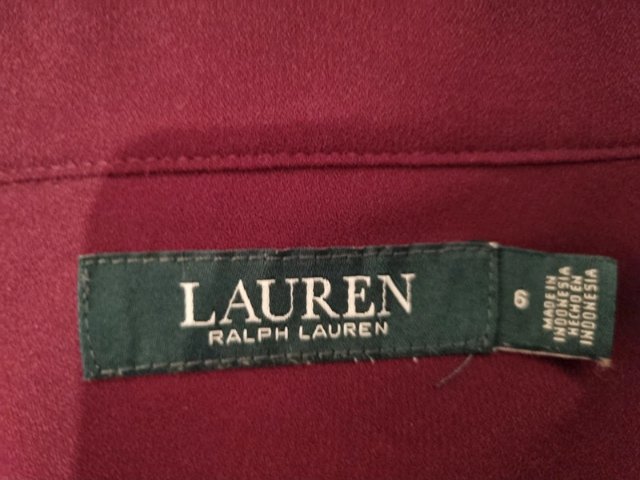 LAUREN
RALPH LAUREN
6
MADE IN
INDONESIA
HECHO EN
INDONESIA